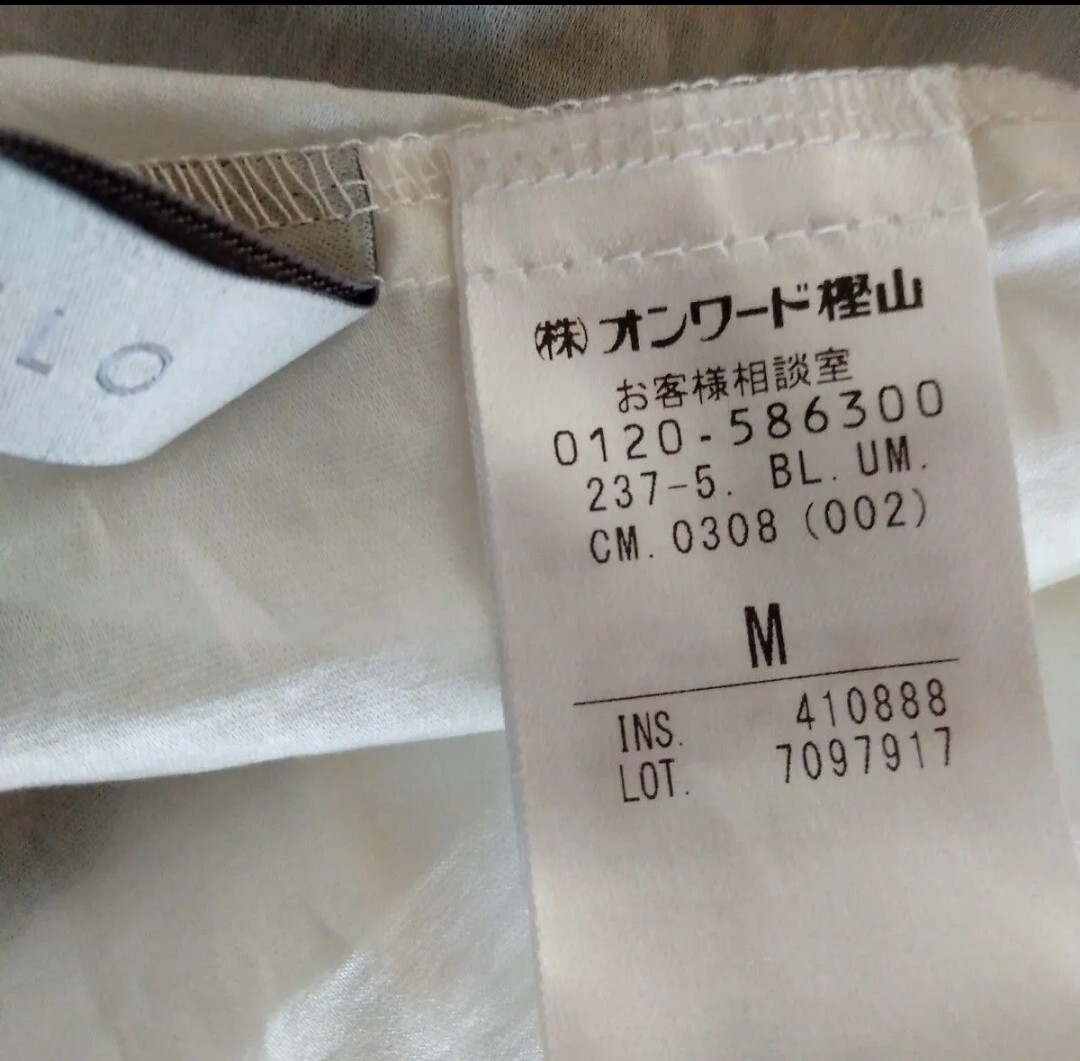 LO
㈱オンワード樫山
お客様相談室
0120-586300
237-5. BL. UM.
CM. 0308 (002)
M
INS. 410888
LOT. 7097917